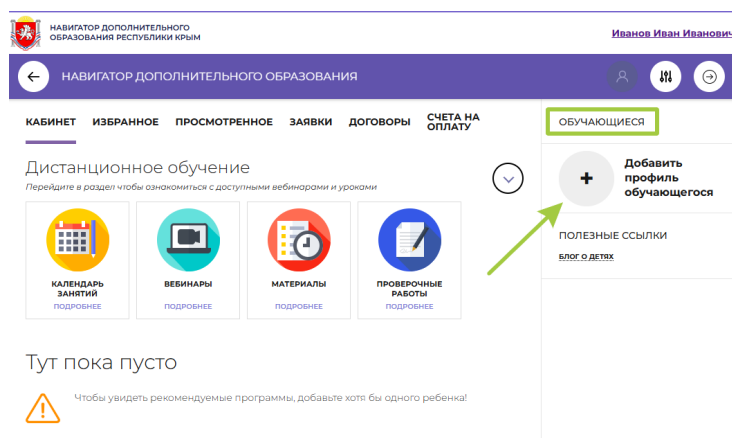 НАВИГАТОР ДОПОЛНИТЕЛЬНОГО
ОБРАЗОВАНИЯ РЕСПУБЛИКИ КРЫМ
Иванов Иван Иванович
НАВИГАТОР ДОПОЛНИТЕЛЬНОГО ОБРАЗОВАНИЯ
КАБИНЕТ ИЗБРАННОЕ ПРОСМОТРЕННОЕ ЗАЯВКИ ДОГОВОРЫ СЧЕТА НА
ОПЛАТУ
Дистанционное обучение
Перейдите в раздел чтобы ознакомиться с доступными вебинарами и уроками
КАЛЕНДАРЬ
ЗАНЯТИЙ
ПОДРОБНЕЕ
ВЕБИНАРЫ
ПОДРОБНЕЕ
МАТЕРИАЛЫ
ПОДРОБНЕЕ
ПРОВЕРОЧНЫЕ
РАБОТЫ
ПОДРОБНЕЕ
Тут пока пусто
Чтобы увидеть рекомендуемые программы, добавьте хотя бы одного ребенка!
ОБУЧАЮЩИЕСЯ
Добавить
профиль
обучающегося
ПОЛЕЗНЫЕ ССЫЛКИ
БЛОГ О ДЕТЯХ